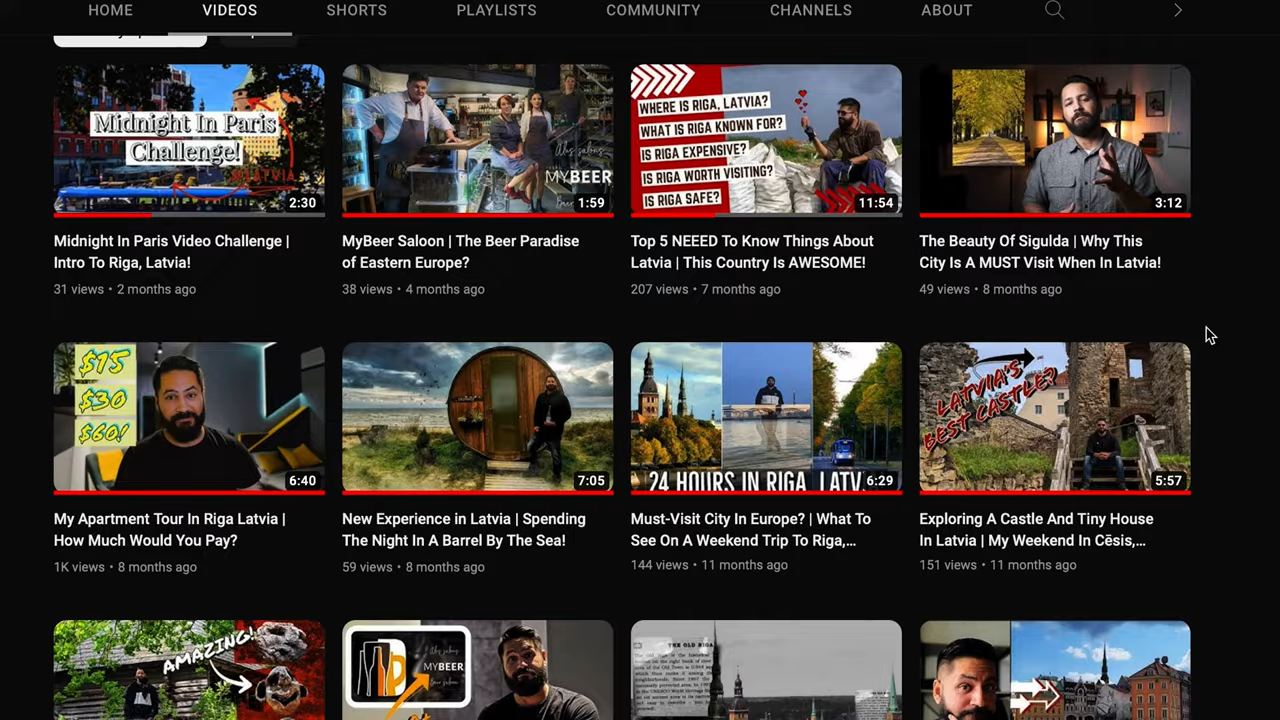 HOME
VIDEOS
SHORTS
PLAYLISTS
COMMUNITY
CHANNELS
ABOUT
Midnight In Paris
Challenge!
LATVIA
2:30
Abs salons
MYBEER
1:59
WHERE IS RIGA, LATVIA?
WHAT IS RIGA KNOWN FOR?
IS RIGA EXPENSIVE?
IS RIGA WORTH VISITING?
IS RIGA SAFE?
11:54
3:12
Midnight In Paris Video Challenge |
Intro To Riga, Latvia!
31 views • 2 months ago
MyBeer Saloon | The Beer Paradise
of Eastern Europe?
38 views • 4 months ago
Top 5 NEEED To Know Things About
Latvia | This Country Is AWESOME!
207 views • 7 months ago
The Beauty Of Sigulda | Why This
City Is A MUST Visit When In Latvia!
49 views • 8 months ago
$15
$30
$60!
6:40
7:05
24 HOURS IN RIGA, LATV
6:29
LATVIA'S
BEST CASTLE?
5:57
My Apartment Tour In Riga Latvia |
How Much Would You Pay?
1K views • 8 months ago
New Experience in Latvia | Spending
The Night In A Barrel By The Sea!
59 views • 8 months ago
Must-Visit City In Europe? | What To
See On A Weekend Trip To Riga,...
144 views • 11 months ago
Exploring A Castle And Tiny House
In Latvia | My Weekend In Cēsis,...
151 views • 11 months ago
AMAZING!
MYBEER
THE OLD RIGA